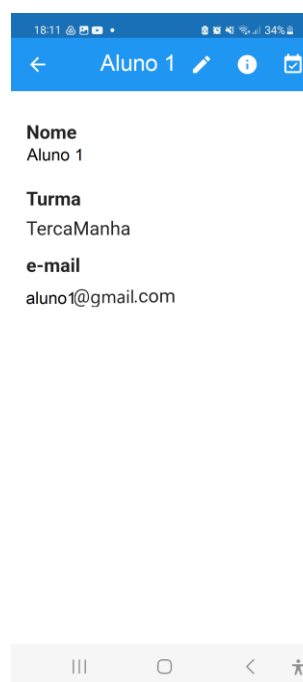 18:11 34%
Aluno 1
Nome
Aluno 1
Turma
TercaManha
e-mail
aluno1@gmail.com